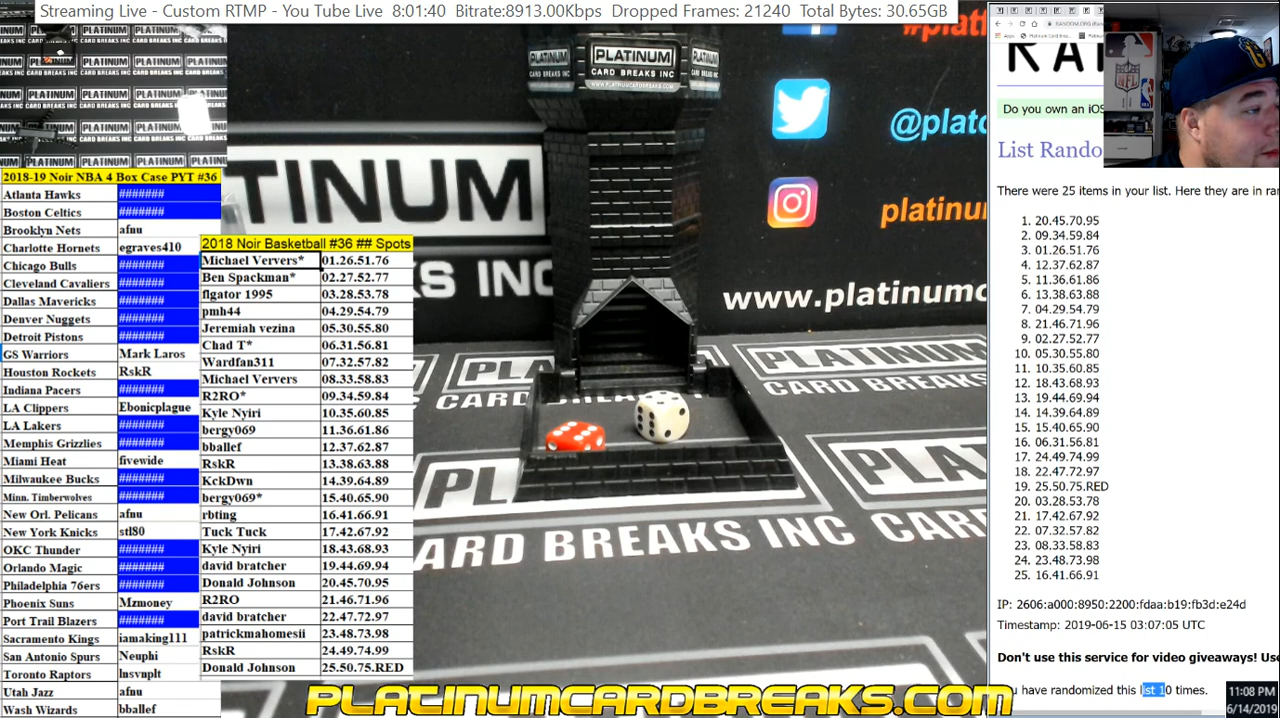 Streaming Live - Custom RTMP - You Tube Live 8:01:40 Bitrate:8913.00Kbps Dropped Frames: 21240 Total Bytes: 30.65GB
2018-19 Noir NBA 4 Box Case PYT #36
Atlanta Hawks #######
Boston Celtics #######
Brooklyn Nets afnu
Charlotte Hornets egraves410
Chicago Bulls #######
Cleveland Cavaliers #######
Dallas Mavericks #######
Denver Nuggets #######
Detroit Pistons #######
GS Warriors Mark Laros
Houston Rockets RskR
Indiana Pacers #######
LA Clippers Ebonicplague
LA Lakers #######
Memphis Grizzlies #######
Miami Heat fivewide
Milwaukee Bucks #######
Minn. Timberwolves #######
New Orl. Pelicans afnu
New York Knicks stl80
OKC Thunder #######
Orlando Magic #######
Philadelphia 76ers #######
Phoenix Suns Mzmoney
Port Trail Blazers #######
Sacramento Kings iamaking111
San Antonio Spurs Neuphi
Toronto Raptors lnsvnplt
Utah Jazz afnu
Wash Wizards bballef
2018 Noir Basketball #36 ## Spots
Michael Ververs* 01.26.51.76
Ben Spackman* 02.27.52.77
flgator 1995 03.28.53.78
pmh44 04.29.54.79
Jeremiah vezina 05.30.55.80
Chad T* 06.31.56.81
Wardfan311 07.32.57.82
Michael Ververs 08.33.58.83
R2RO* 09.34.59.84
Kyle Nyiri 10.35.60.85
bergy069 11.36.61.86
bballef 12.37.62.87
RskR 13.38.63.88
KckDwn 14.39.64.89
bergy069* 15.40.65.90
rbting 16.41.66.91
Tuck Tuck 17.42.67.92
Kyle Nyiri 18.43.68.93
david bratcher 19.44.69.94
Donald Johnson 20.45.70.95
R2RO 21.46.71.96
david bratcher 22.47.72.97
patrickmahomesii 23.48.73.98
RskR 24.49.74.99
Donald Johnson 25.50.75.RED
PLATINUM
CARD BREAKS INC
WWW.PLATINUMCARDBREAKS.COM
TINUM
KS INC
#plati
@platc
platinum
www.platinumc
PLATINUM
CARD BREAKS INC
PLATINUM
CARD BREAKS
ARD BREAKS INC
PLATINUMCARDBREAKS.COM
RA
Do you own an iOS
List Rando
There were 25 items in your list. Here they are in ra
1. 20.45.70.95
2. 09.34.59.84
3. 01.26.51.76
4. 12.37.62.87
5. 11.36.61.86
6. 13.38.63.88
7. 04.29.54.79
8. 21.46.71.96
9. 02.27.52.77
10. 05.30.55.80
11. 10.35.60.85
12. 18.43.68.93
13. 19.44.69.94
14. 14.39.64.89
15. 15.40.65.90
16. 06.31.56.81
17. 24.49.74.99
18. 22.47.72.97
19. 25.50.75.RED
20. 03.28.53.78
21. 17.42.67.92
22. 07.32.57.82
23. 08.33.58.83
24. 23.48.73.98
25. 16.41.66.91
IP: 2606:a000:8950:2200:fdaa:b19:fb3d:e24d
Timestamp: 2019-06-15 03:07:05 UTC
Don't use this service for video giveaways! Use
u have randomized this list 10 times.
11:08 PM
6/14/2019